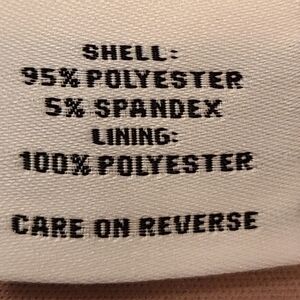 SHELL:
95% POLYESTER
5% SPANDEX
LINING:
100% POLYESTER
CARE ON REVERSE